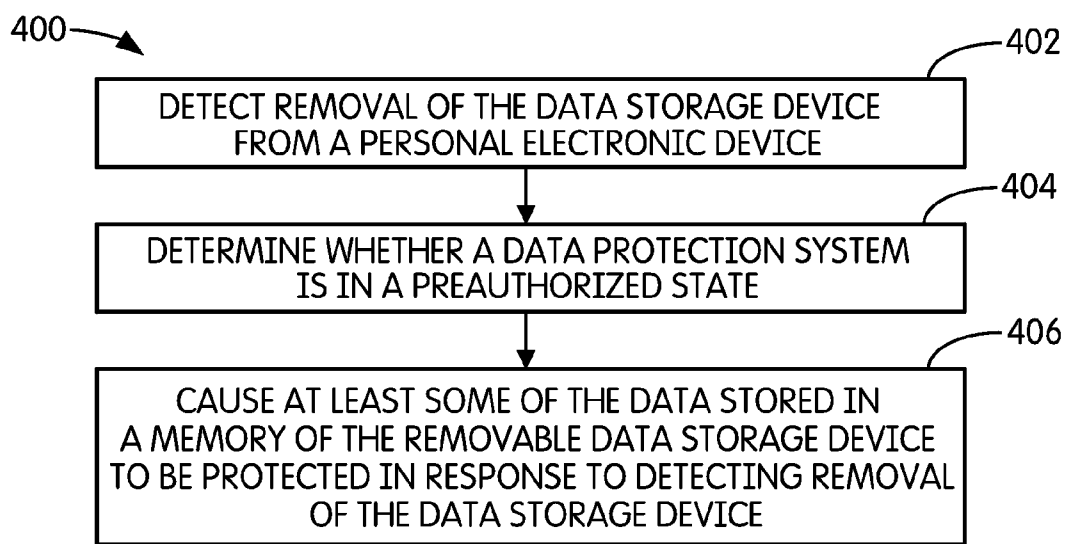 400
402
DETECT REMOVAL OF THE DATA STORAGE DEVICE
FROM A PERSONAL ELECTRONIC DEVICE
404
DETERMINE WHETHER A DATA PROTECTION SYSTEM
IS IN A PREAUTHORIZED STATE
406
CAUSE AT LEAST SOME OF THE DATA STORED IN
A MEMORY OF THE REMOVABLE DATA STORAGE DEVICE
TO BE PROTECTED IN RESPONSE TO DETECTING REMOVAL
OF THE DATA STORAGE DEVICE